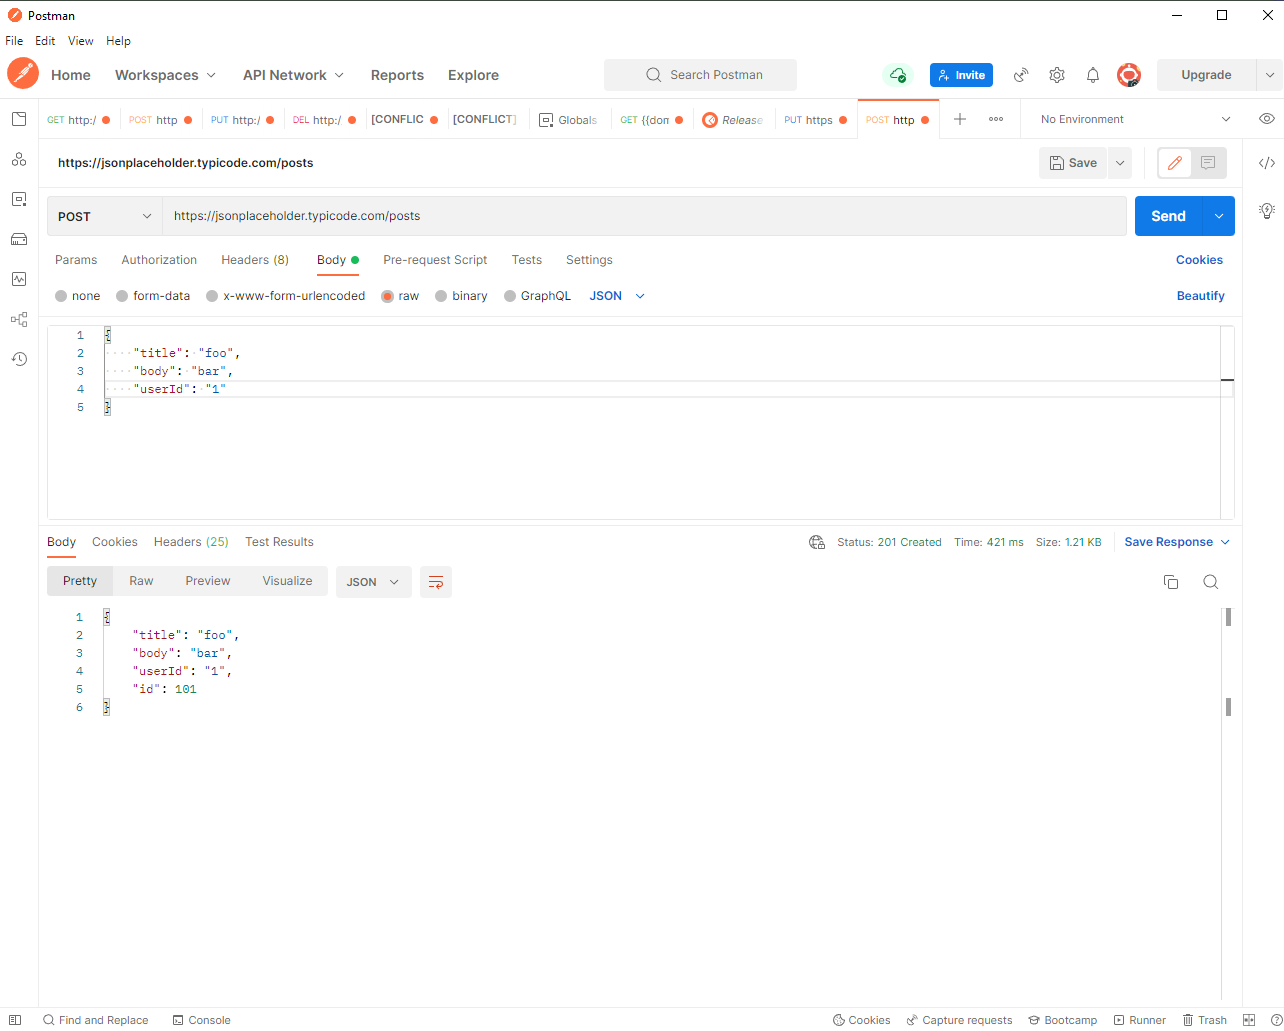 Postman
File Edit View Help
Home Workspaces API Network Reports Explore Search Postman Invite Upgrade
GET http:/ POST http PUT http:/ DEL http:/ [CONFLIC [CONFLICT] Globals GET {{don Release PUT https POST http No Environment
https://jsonplaceholder.typicode.com/posts Save
POST https://jsonplaceholder.typicode.com/posts Send
Params Authorization Headers (8) Body Pre-request Script Tests Settings Cookies
none form-data x-www-form-urlencoded raw binary GraphQL JSON Beautify
1 {
2 "title": "foo",
3 "body": "bar",
4 "userId": "1"
5 }
Body Cookies Headers (25) Test Results Status: 201 Created Time: 421 ms Size: 1.21 KB Save Response
Pretty Raw Preview Visualize JSON
1 {
2 "title": "foo",
3 "body": "bar",
4 "userId": "1",
5 "id": 101
6 }
Find and Replace Console Cookies Capture requests Bootcamp Runner Trash